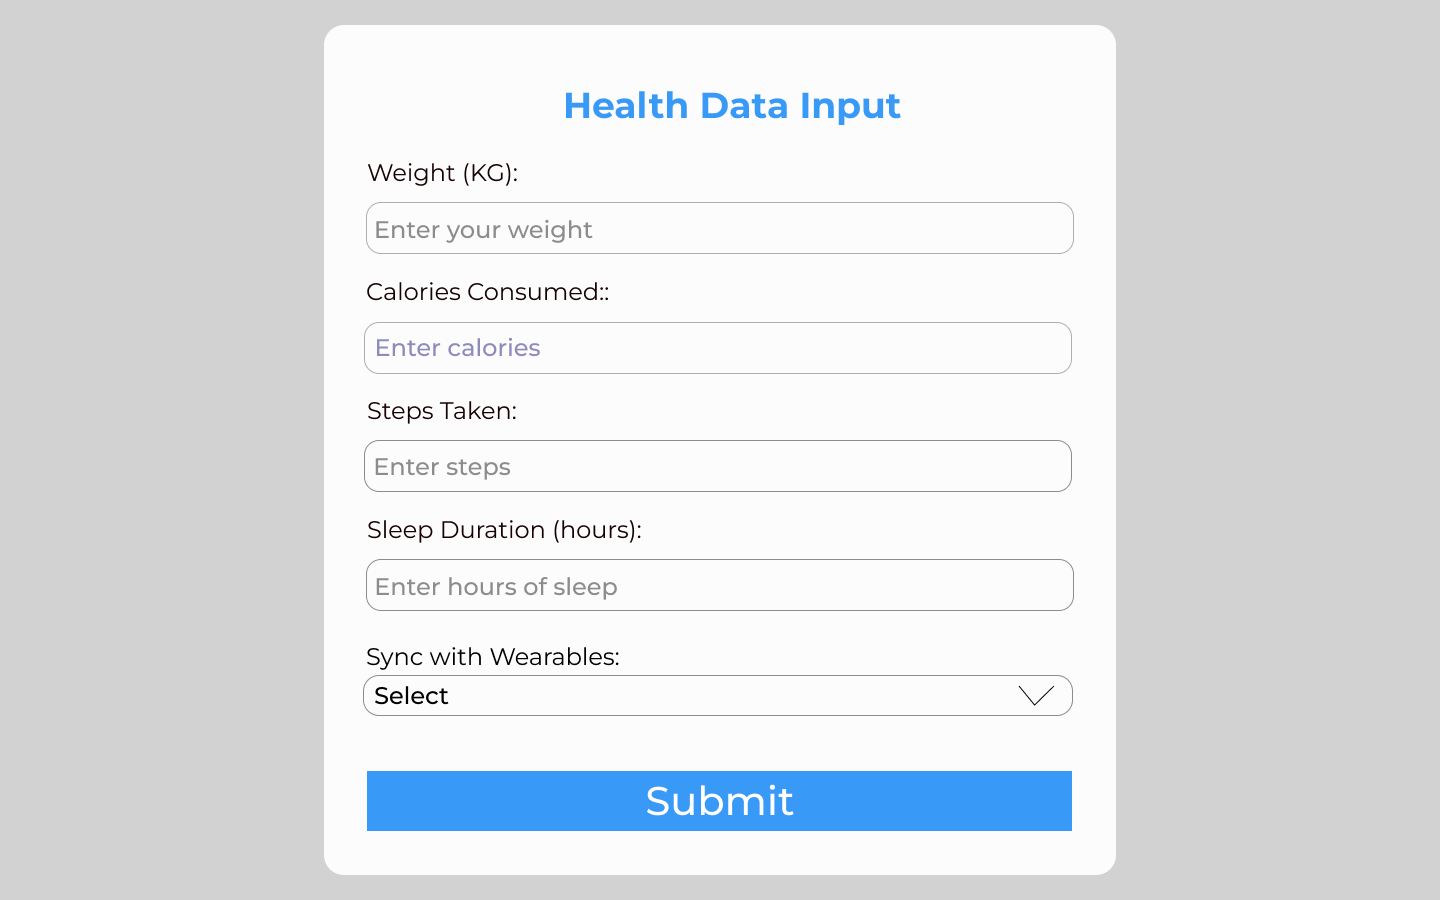 Health Data Input
Weight (KG):
Enter your weight
Calories Consumed::
Enter calories
Steps Taken:
Enter steps
Sleep Duration (hours):
Enter hours of sleep
Sync with Wearables:
Select
Submit